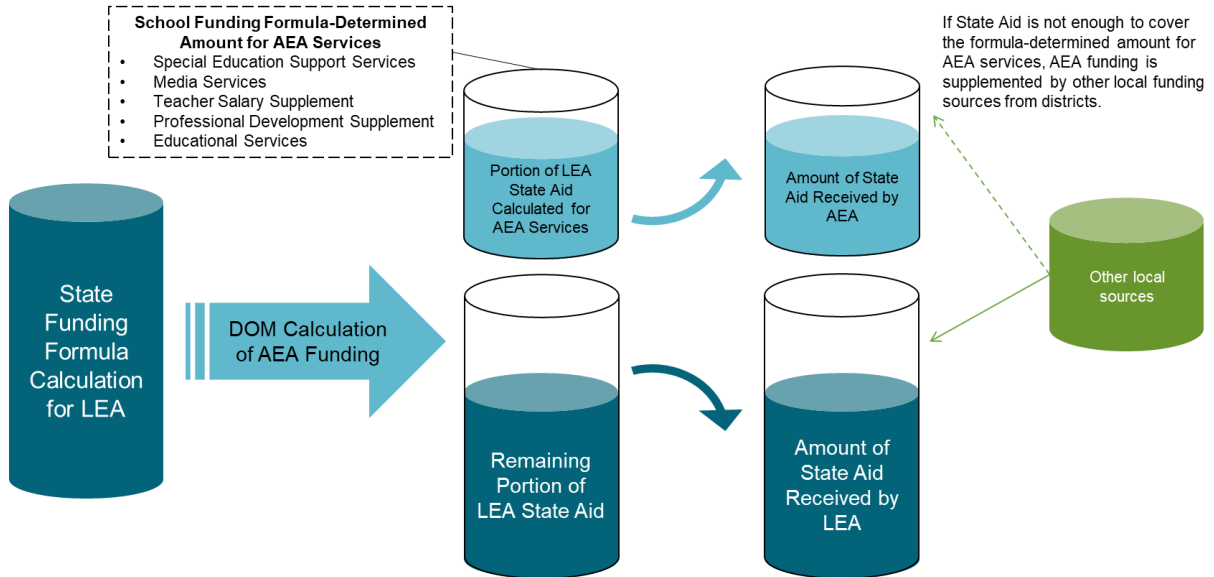 School Funding Formula-Determined
Amount for AEA Services
• Special Education Support Services
• Media Services
• Teacher Salary Supplement
• Professional Development Supplement
• Educational Services
If State Aid is not enough to cover
the formula-determined amount for
AEA services, AEA funding is
supplemented by other local funding
sources from districts.
State
Funding
Formula
Calculation
for LEA
DOM Calculation
of AEA Funding
Portion of LEA
State Aid
Calculated for
AEA Services
Amount of State
Aid Received by
AEA
Other local
sources
Remaining
Portion of
LEA State Aid
Amount of
State Aid
Received by
LEA